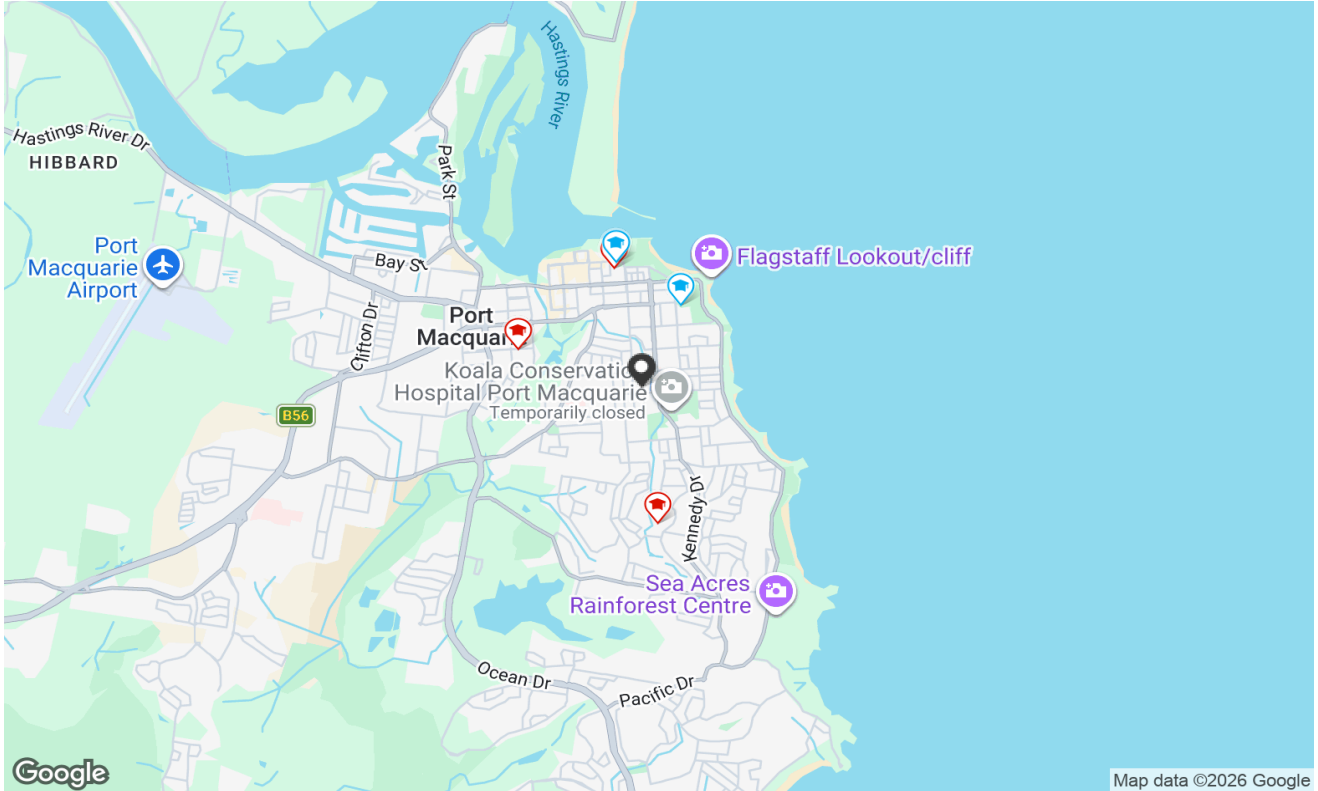 Hastings River
Hastings River Dr
HIBBARD
Park St
Port
Macquarie
Airport
Bay St
Flagstaff Lookout/cliff
Clifton Dr
Port
Macquari
Koala Conservatio
Hospital Port Macquarie
Temporarily closed
B56
Kennedy Dr
Sea Acres
Rainforest Centre
Ocean Dr
Pacific Dr
Google
Map data ©2026 Google